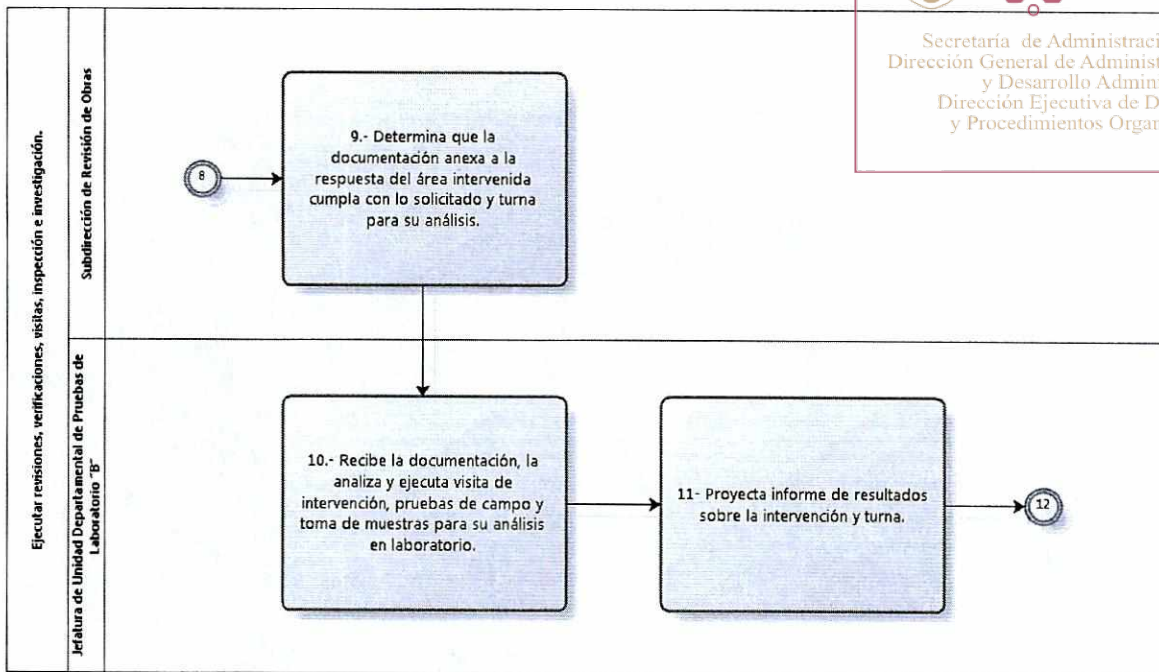 Secretaría de
Dirección General de
y Desarrollo
Dirección Ejecutiva de
y Procedimientos
Ejecutar revisiones, verificaciones, visitas, inspección e investigación.
Subdirección de Revisión de Obras
8
9.- Determina que la
documentación anexa a la
respuesta del área intervenida
cumpla con lo solicitado y turna
para su análisis.
Jefatura de Unidad Departamental de Pruebas de
Laboratorio "B"
10.- Recibe la documentación, la
analiza y ejecuta visita de
intervención, pruebas de campo y
toma de muestras para su análisis
en laboratorio.
11- Proyecta informe de resultados
sobre la intervención y turna.
12